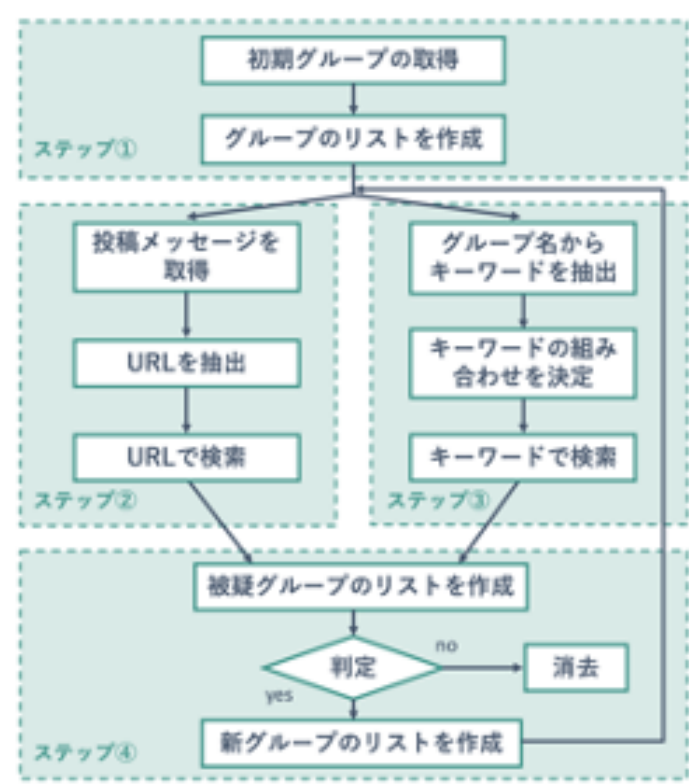 初期グループの取得
グループのリストを作成
ステップ①
投稿メッセージを
取得
URLを抽出
URLで検索
ステップ②
グループ名から
キーワードを抽出
キーワードの組み
合わせを決定
キーワードで検索
ステップ③
被疑グループのリストを作成
判定
no
消去
yes
新グループのリストを作成
ステップ④